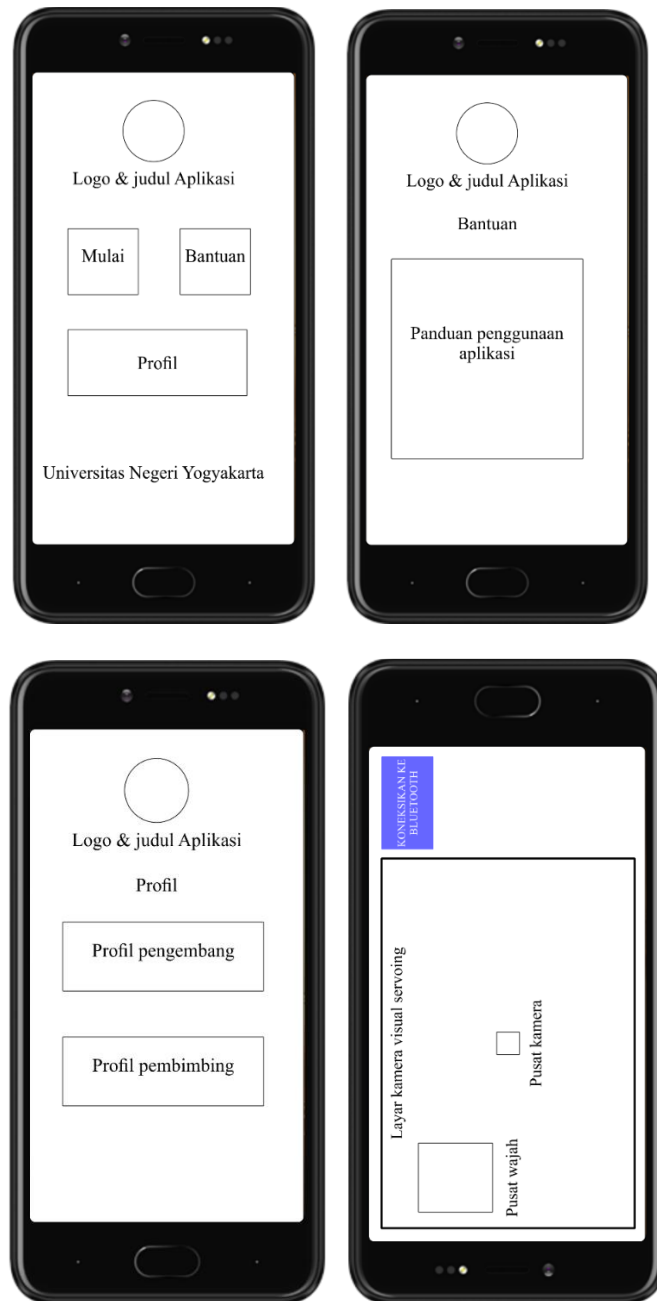 Logo & judul Aplikasi
Mulai
Bantuan
Profil
Universitas Negeri Yogyakarta
Logo & judul Aplikasi
Bantuan
Panduan penggunaan
aplikasi
Logo & judul Aplikasi
Profil
Profil pengembang
Profil pembimbing
KONEKSIKAN KE
BLUETOOTH
Layar kamera visual servoing
Pusat wajah
Pusat kamera